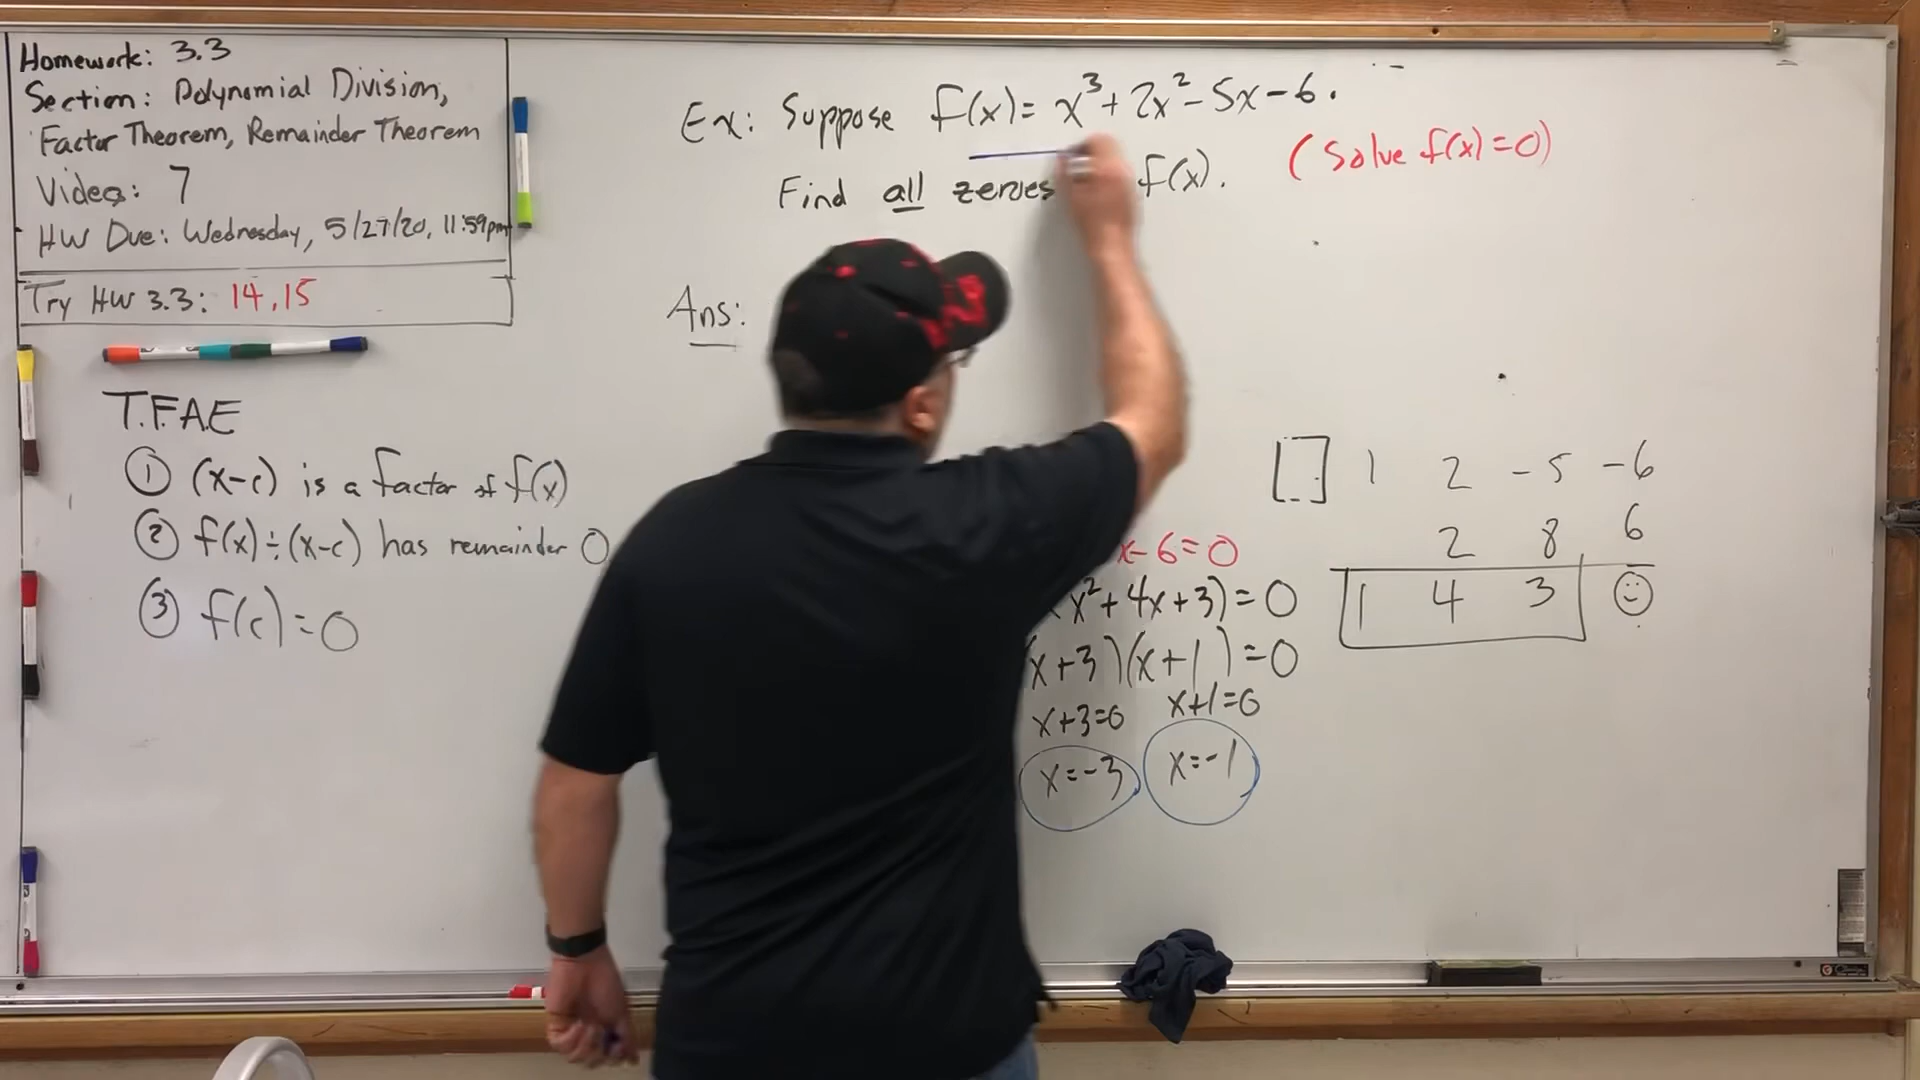 Homework: 3.3
Section: Polynomial Division,
Factor Theorem, Remainder Theorem
Video: 7
HW Due: Wednesday, 5/27/20, 11:59pm
Try HW 3.3: 14,15
T.F.A.E
① (x-c) is a factor of f(x)
② f(x)÷(x-c) has remainder 0
③ f(c)=0
Ex: Suppose f(x)= x³+2x²-5x-6.
Find all zeroes f(x). (Solve f(x)=0)
Ans:
x-6=0
x²+4x+3)=0
(x+3)(x+1)=0
x+3=0 x+1=0
x=-3 x=-1
1 2 -5 -6
2 8 6
1 4 3